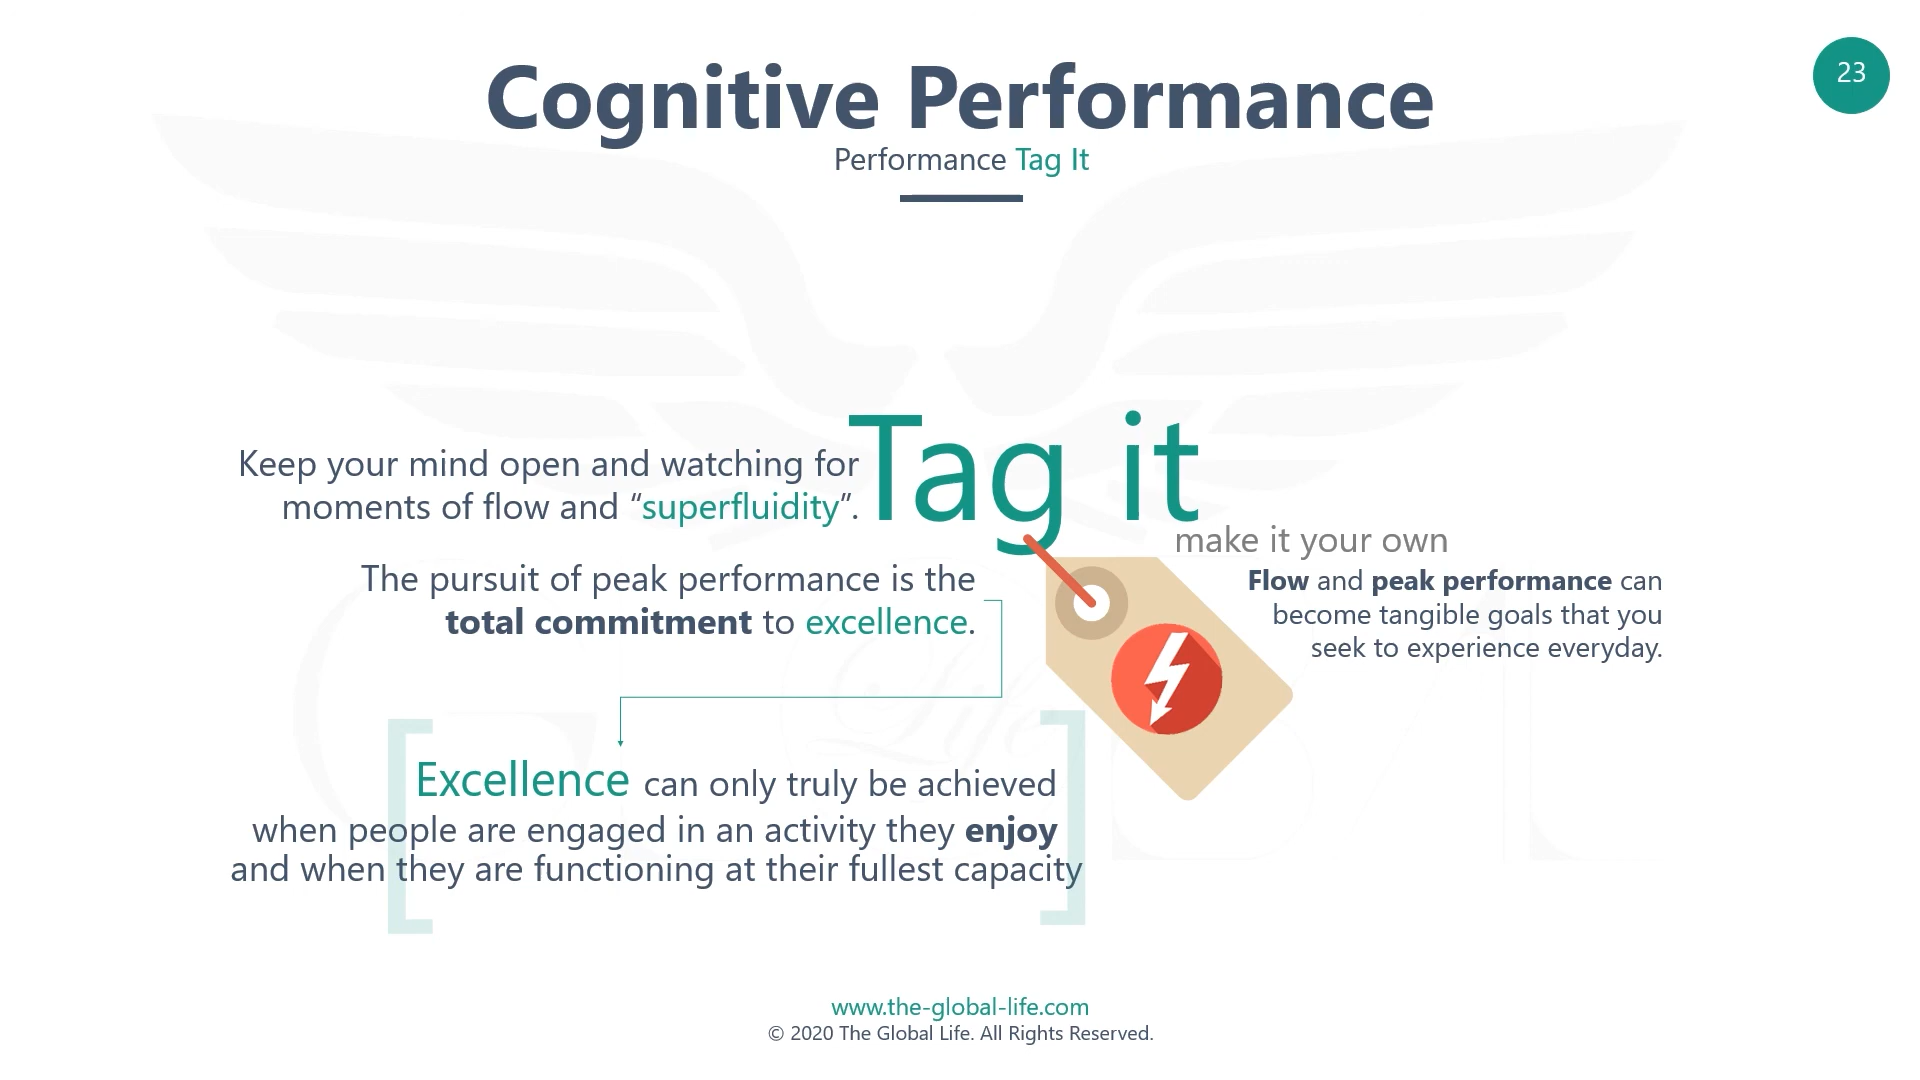 Cognitive Performance
23
Performance Tag It
Tag it
Keep your mind open and watching for
moments of flow and “superfluidity”.
make it your own
The pursuit of peak performance is the
total commitment to excellence.
Flow and peak performance can
become tangible goals that you
seek to experience everyday.
Excellence can only truly be achieved
when people are engaged in an activity they enjoy
and when they are functioning at their fullest capacity
www.the-global-life.com
© 2020 The Global Life. All Rights Reserved.